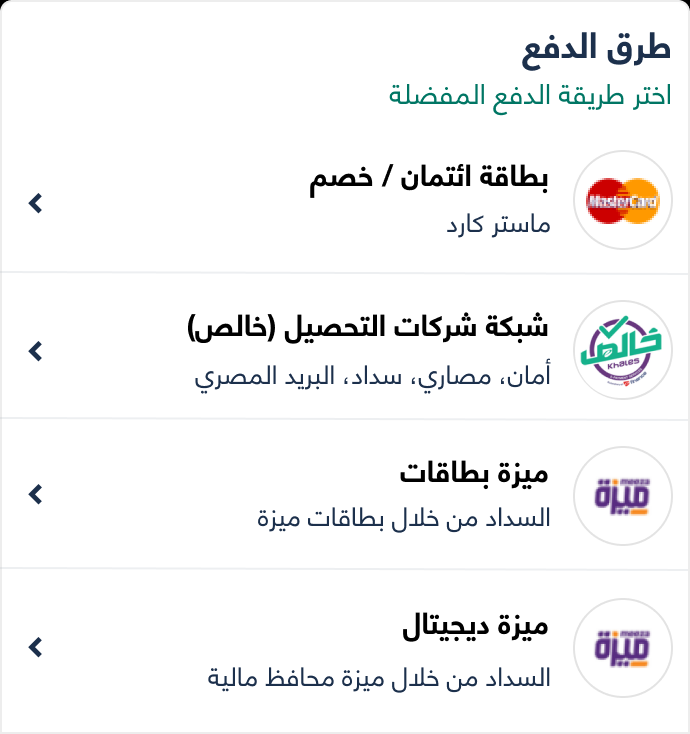 طرق الدفع
اختر طريقة الدفع المفضلة
MasterCard
بطاقة ائتمان / خصم
ماستر كارد
خالص
Khales
شبكة شركات التحصيل (خالص)
أمان، مصاري، سداد، البريد المصري
meeza
ميزة
ميزة بطاقات
السداد من خلال بطاقات ميزة
meeza
ميزة
ميزة ديجيتال
السداد من خلال ميزة محافظ مالية